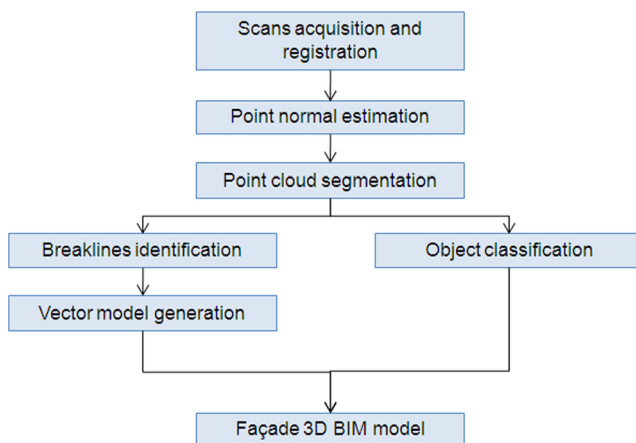 Scans acquisition and
registration
Point normal estimation
Point cloud segmentation
Breaklines identification
Object classification
Vector model generation
Façade 3D BIM model